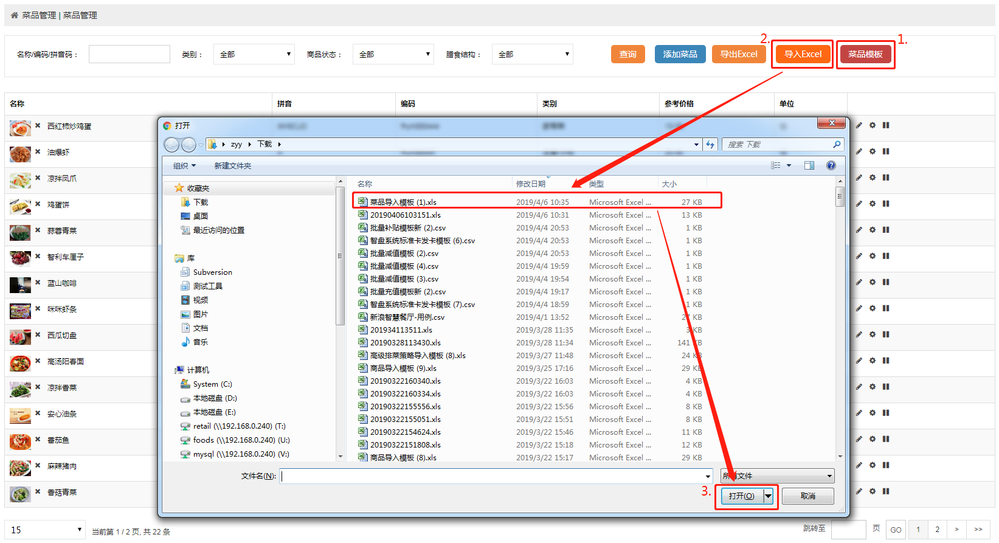 菜品管理 | 菜品管理
2.
1.
名称/编码/拼音码：
类别： 全部
商品状态： 全部
膳食结构： 全部
查询 添加菜品 导出Excel 导入Excel 菜品模板
名称 拼音 编码 类别 参考价格 单位
西红柿炒鸡蛋
油爆虾
凉拌凤爪
鸡蛋饼
蒜蓉青菜
智利车厘子
蓝山咖啡
咪咪虾条
西瓜切盘
高汤阳春面
凉拌香菜
安心油条
番茄鱼
麻辣猪肉
香菇青菜
打开
zyy 下载
搜索 下载
组织 新建文件夹
收藏夹
下载
桌面
最近访问的位置
库
Subversion
测试工具
视频
图片
文档
音乐
计算机
System (C:)
本地磁盘 (D:)
本地磁盘 (E:)
retail (\\192.168.0.240) (T:)
foods (\\192.168.0.240) (U:)
mysql (\\192.168.0.240) (V:)
名称 修改日期 类型 大小
菜品导入模板 (1).xls 2019/4/6 10:35 Microsoft Excel ... 27 KB
20190406103151.xls 2019/4/6 10:31 Microsoft Excel ... 13 KB
批量补贴模板新 (2).csv 2019/4/4 20:53 Microsoft Excel ... 1 KB
智盘系统标准卡发卡模板 (6).csv 2019/4/4 20:53 Microsoft Excel ... 1 KB
批量减值模板 (2).csv 2019/4/4 20:53 Microsoft Excel ... 1 KB
批量减值模板 (4).csv 2019/4/4 19:59 Microsoft Excel ... 1 KB
批量减值模板 (3).csv 2019/4/4 19:54 Microsoft Excel ... 1 KB
批量充值模板新 (2).csv 2019/4/4 19:17 Microsoft Excel ... 1 KB
智盘系统标准卡发卡模板 (7).csv 2019/4/4 18:59 Microsoft Excel ... 1 KB
新浪智慧餐厅-用例.csv 2019/4/1 13:52 Microsoft Excel ... 27 KB
201934113511.xls 2019/3/28 11:35 Microsoft Excel ... 3 KB
20190328113430.xls 2019/3/28 11:34 Microsoft Excel ... 141 KB
高级排菜策略导入模板 (8).xls 2019/3/27 11:48 Microsoft Excel ... 24 KB
商品导入模板 (9).xls 2019/3/25 17:16 Microsoft Excel ... 29 KB
20190322160340.xls 2019/3/22 16:03 Microsoft Excel ... 4 KB
20190322160334.xls 2019/3/22 16:03 Microsoft Excel ... 4 KB
20190322155556.xls 2019/3/22 15:56 Microsoft Excel ... 8 KB
20190322155051.xls 2019/3/22 15:51 Microsoft Excel ... 8 KB
20190322154624.xls 2019/3/22 15:46 Microsoft Excel ... 11 KB
20190322151808.xls 2019/3/22 15:18 Microsoft Excel ... 12 KB
商品导入模板 (8).xls 2019/3/22 15:17 Microsoft Excel ... 29 KB
文件名(N):
所有文件
3.
打开(O) 取消
15 当前第 1 / 2 页, 共 22 条
跳转至 页 GO 1 2 > >>